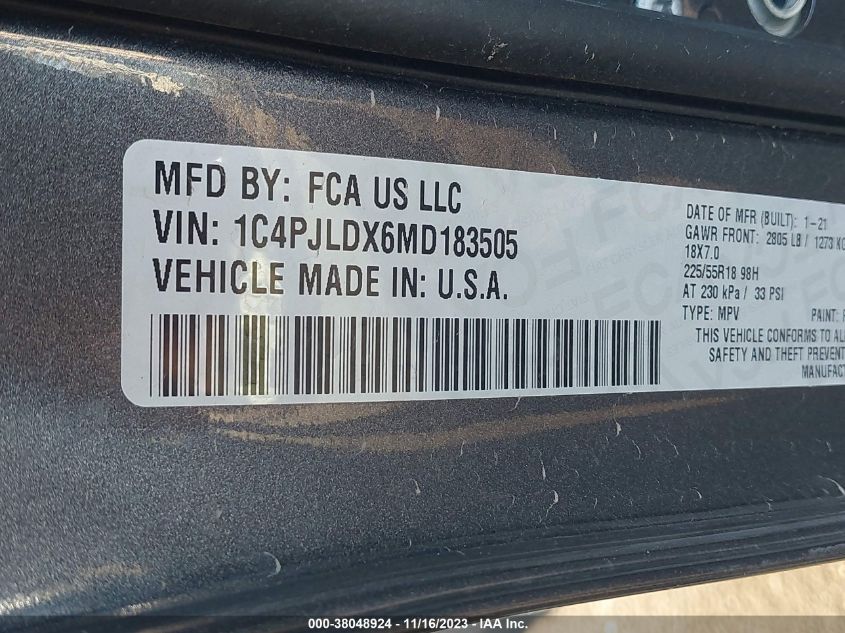 MFD BY: FCA US LLC
VIN: 1C4PJLDX6MD183505
VEHICLE MADE IN: U.S.A.
DATE OF MFR (BUILT): 1-21
GAWR FRONT: 2805 LB / 1273 KG
18X7.0
225/55R18 98H
AT 230 kPa / 33 PSI
TYPE: MPV PAINT:
THIS VEHICLE CONFORMS TO ALL
SAFETY AND THEFT PREVENT
MANUFACT
000-38048924 - 11/16/2023 - IAAI.COM